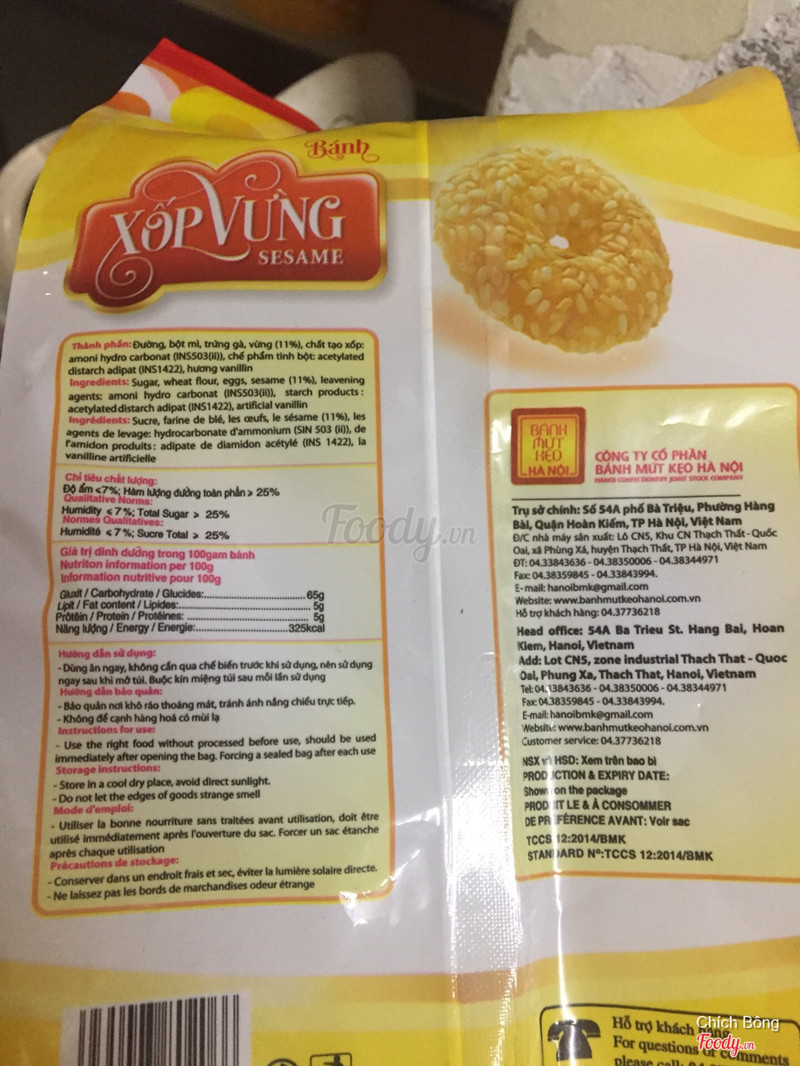 Bánh
XỐP VỪNG
SESAME
Thành phần: Đường, bột mì, trứng gà, vừng (11%), chất tạo xốp:
amoni hydro carbonat (INS503(ii)), chế phẩm tinh bột: acetylated
distarch adipat (INS1422), hương vanillin
Ingredients: Sugar, wheat flour, eggs, sesame (11%), leavening
agents: amoni hydro carbonat (INS503(ii)), starch products:
acetylated distarch adipat (INS1422), artificial vanillin
Ingrédients: Sucre, farine de blé, les œufs, le sésame (11%), les
agents de levage: hydrocarbonate d'ammonium (SIN 503 (ii)), de
l'amidon produits: adipate de diamidon acétylé (INS 1422), la
vanilline artificielle
Chỉ tiêu chất lượng:
Độ ẩm ≤7%; Hàm lượng đường toàn phần ≥ 25%
Qualitative Norms:
Humidity ≤ 7%; Total Sugar ≥ 25%
Normes Qualitatives:
Humidité ≤ 7%; Sucre Total ≥ 25%
Giá trị dinh dưỡng trong 100gam bánh
Nutriton information per 100g
Information nutritive pour 100g
Gluxit / Carbohydrate / Glucides:..............................65g
Lipit / Fat content / Lipides:..............................5g
Prôtêin / Protein / Protéines: ..............................5g
Năng lượng / Energy / Energie:..............................325kcal
Hướng dẫn sử dụng:
- Dùng ăn ngay, không cần qua chế biến trước khi sử dụng, nên sử dụng
ngay sau khi mở túi. Buộc kín miệng túi sau mỗi lần sử dụng
Hướng dẫn bảo quản:
- Bảo quản nơi khô ráo thoáng mát, tránh ánh nắng chiếu trực tiếp.
- Không để cạnh hàng hoá có mùi lạ
Instructions for use:
- Use the right food without processed before use, should be used
immediately after opening the bag. Forcing a sealed bag after each use
Storage instructions:
- Store in a cool dry place, avoid direct sunlight.
- Do not let the edges of goods strange smell
Mode d'emploi:
- Utiliser la bonne nourriture sans traitées avant utilisation, doit être
utilisé immédiatement après l'ouverture du sac. Forcer un sac étanche
après chaque utilisation
Précautions de stockage:
- Conserver dans un endroit frais et sec, éviter la lumière solaire directe.
- Ne laissez pas les bords de marchandises odeur étrange
BÁNH
MỨT
KẸO
HÀ NỘI
CÔNG TY CỔ PHẦN
BÁNH MỨT KẸO HÀ NỘI
HANOI CONFECTIONERY JOINT STOCK COMPANY
Trụ sở chính: Số 54A phố Bà Triệu, Phường Hàng
Bài, Quận Hoàn Kiếm, TP Hà Nội, Việt Nam
Đ/C nhà máy sản xuất: Lô CN5, Khu CN Thạch Thất - Quốc
Oai, xã Phùng Xá, huyện Thạch Thất, TP Hà Nội, Việt Nam
ĐT: 04.33843636 - 04.38350006 - 04.38344971
Fax: 04.38359845 - 04.33843994.
E-mail: hanoibmk@gmail.com
Website: www.banhmutkeohanoi.com.vn
Hỗ trợ khách hàng: 04.37736218
Head office: 54A Ba Trieu St. Hang Bai, Hoan
Kiem, Hanoi, Vietnam
Add: Lot CN5, zone industrial Thach That - Quoc
Oai, Phung Xa, Thach That, Hanoi, Vietnam
Tel: 04.33843636 - 04.38350006 - 04.38344971
Fax: 04.38359845 - 04.33843994.
E-mail: hanoibmk@gmail.com
Website: www.banhmutkeohanoi.com.vn
Customer service: 04.37736218
NSX và HSD: Xem trên bao bì
PRODUCTION & EXPIRY DATE:
Shown on the package
PRODUIT LE & À CONSOMMER
DE PRÉFÉRENCE AVANT: Voir sac
TCCS 12:2014/BMK
STANDARD Nº:TCCS 12:2014/BMK
Foody.vn
Hỗ trợ khách hàng
For questions or comments
please call:
Chích Bông
Foody.vn